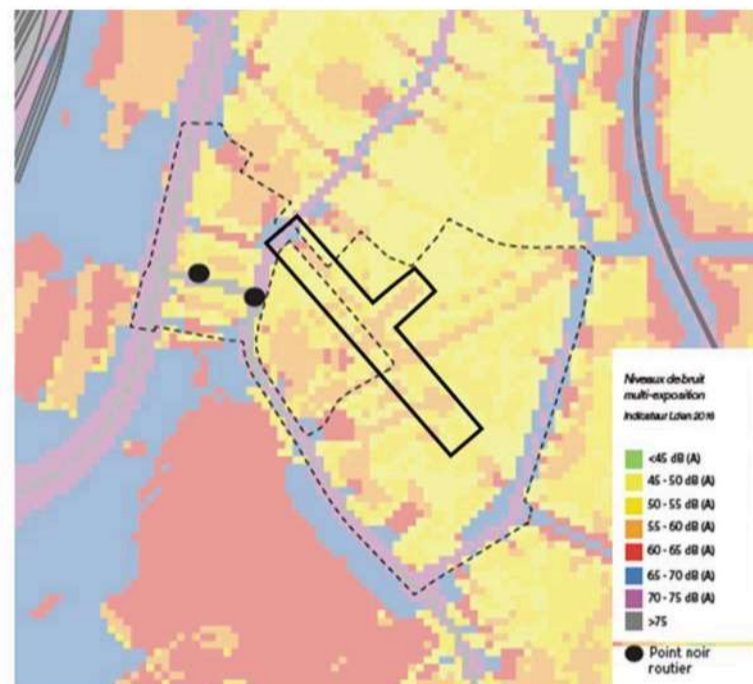 Niveaux de bruit
multi-exposition
Indicateur Lden 2016
<45 dB (A)
45 - 50 dB (A)
50 - 55 dB (A)
55 - 60 dB (A)
60 - 65 dB (A)
65 - 70 dB (A)
70 - 75 dB (A)
>75
Point noir
routier